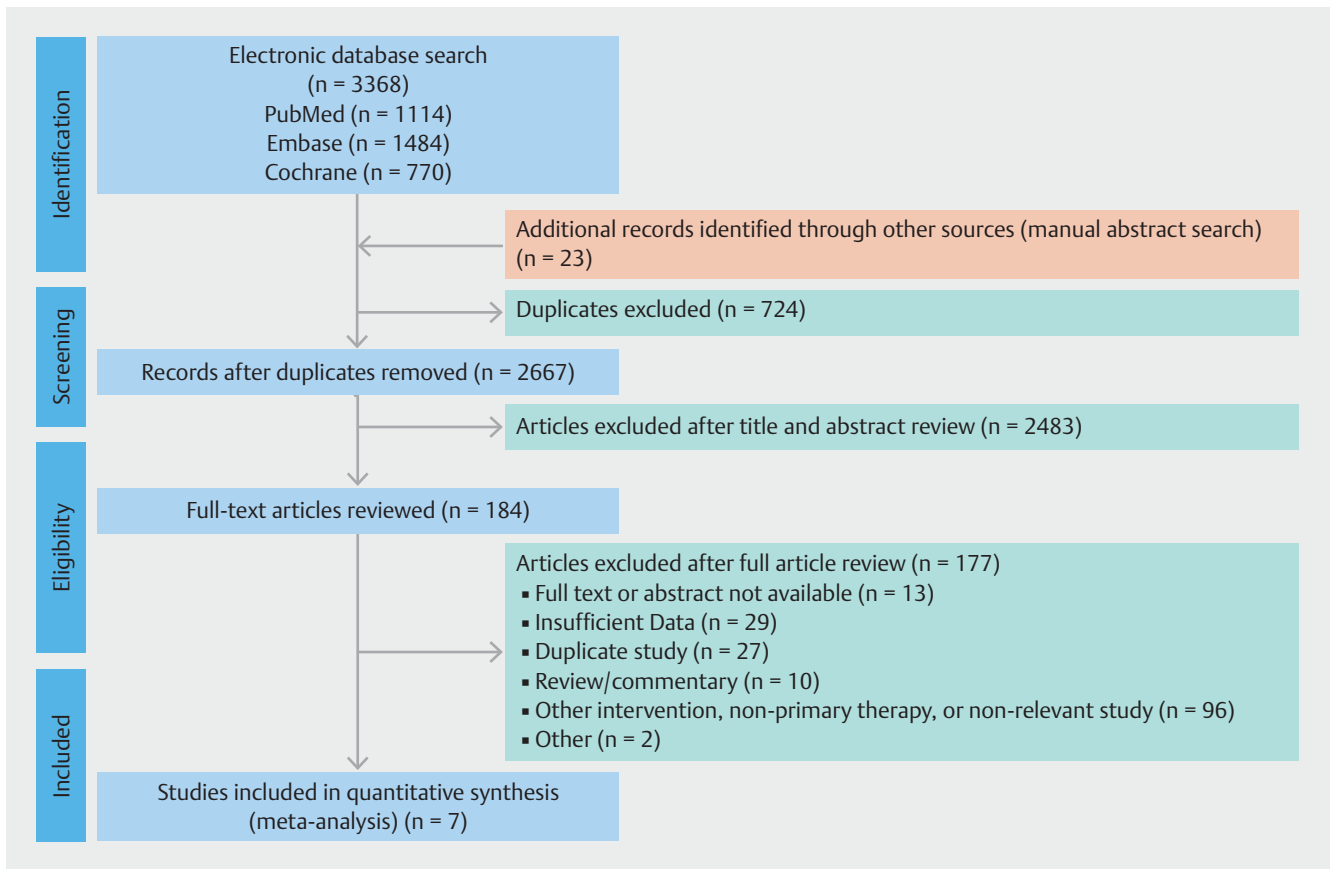 Identification
Electronic database search
(n = 3368)
PubMed (n = 1114)
Embase (n = 1484)
Cochrane (n = 770)
Additional records identified through other sources (manual abstract search)
(n = 23)
Screening
Duplicates excluded (n = 724)
Records after duplicates removed (n = 2667)
Articles excluded after title and abstract review (n = 2483)
Eligibility
Full-text articles reviewed (n = 184)
Articles excluded after full article review (n = 177)
▪ Full text or abstract not available (n = 13)
▪ Insufficient Data (n = 29)
▪ Duplicate study (n = 27)
▪ Review/commentary (n = 10)
▪ Other intervention, non-primary therapy, or non-relevant study (n = 96)
▪ Other (n = 2)
Included
Studies included in quantitative synthesis
(meta-analysis) (n = 7)